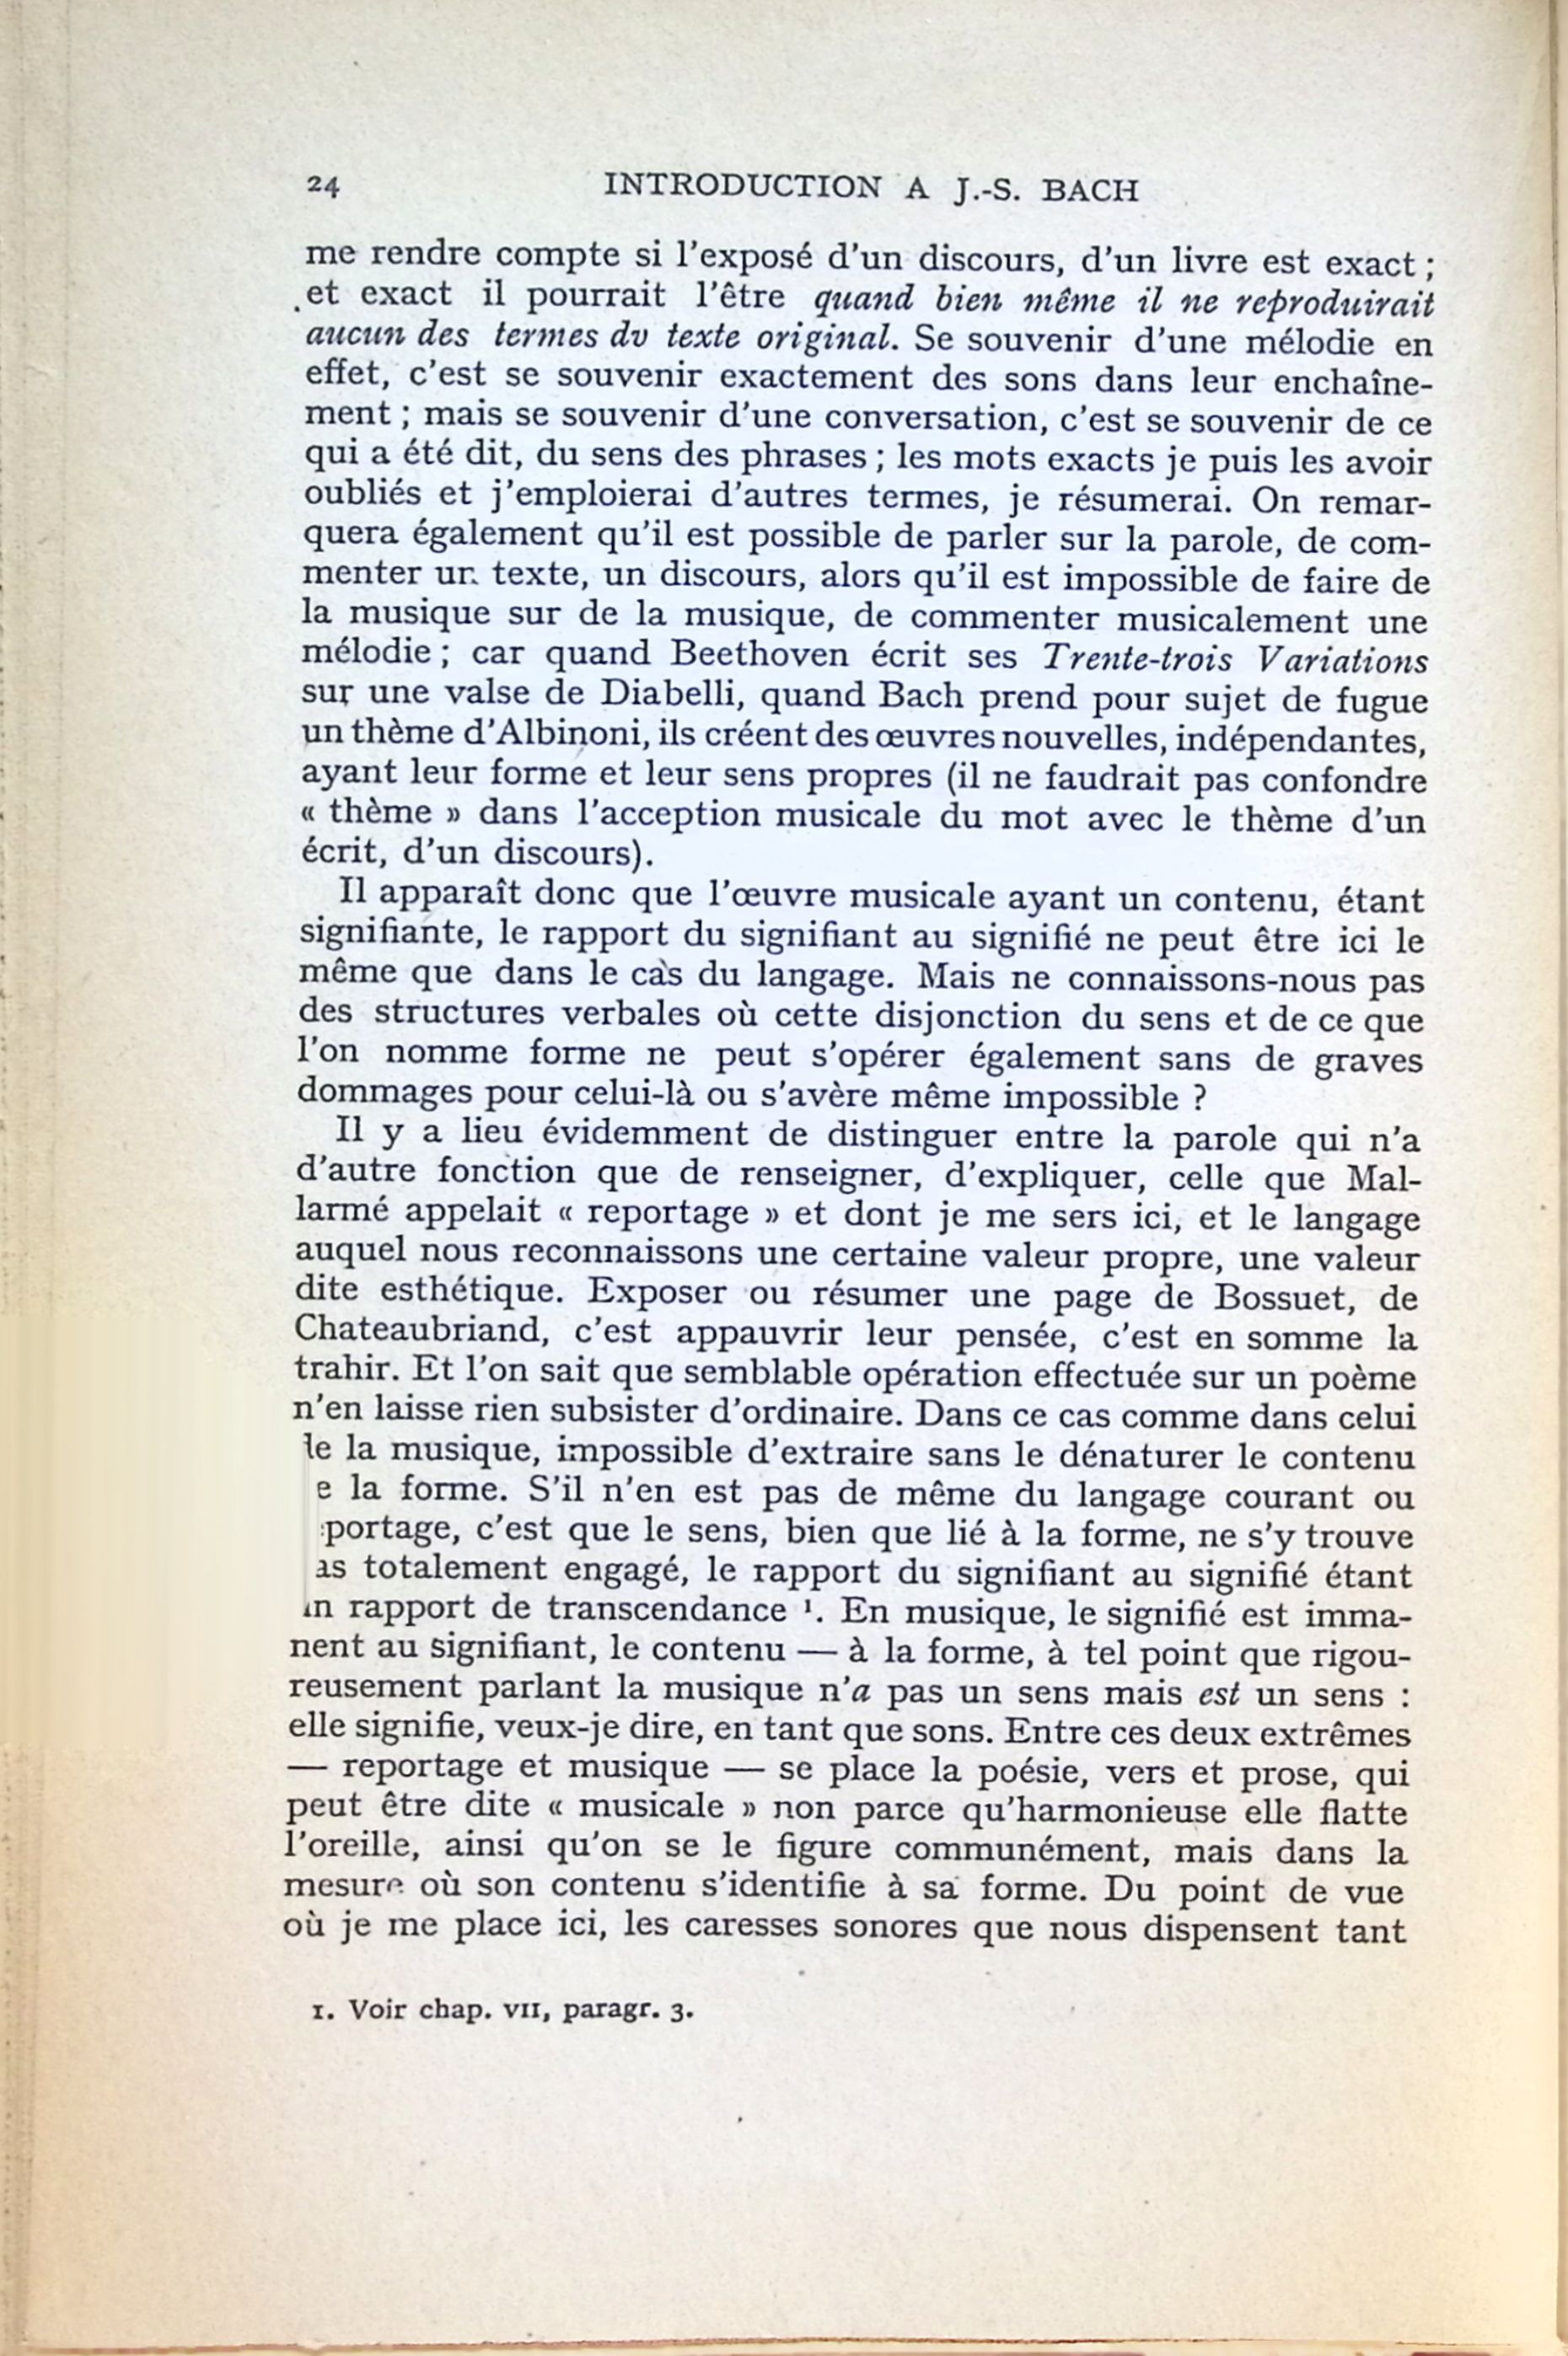 24 INTRODUCTION A J.-S. BACH
me rendre compte si l'exposé d'un discours, d'un livre est exact ;
et exact il pourrait l'être quand bien même il ne reproduirait
aucun des termes dv texte original. Se souvenir d'une mélodie en
effet, c'est se souvenir exactement des sons dans leur enchaîne-
ment ; mais se souvenir d'une conversation, c'est se souvenir de ce
qui a été dit, du sens des phrases ; les mots exacts je puis les avoir
oubliés et j'emploierai d'autres termes, je résumerai. On remar-
quera également qu'il est possible de parler sur la parole, de com-
menter un texte, un discours, alors qu'il est impossible de faire de
la musique sur de la musique, de commenter musicalement une
mélodie ; car quand Beethoven écrit ses Trente-trois Variations
sur une valse de Diabelli, quand Bach prend pour sujet de fugue
un thème d'Albinoni, ils créent des œuvres nouvelles, indépendantes,
ayant leur forme et leur sens propres (il ne faudrait pas confondre
« thème » dans l'acception musicale du mot avec le thème d'un
écrit, d'un discours).
Il apparaît donc que l'œuvre musicale ayant un contenu, étant
signifiante, le rapport du signifiant au signifié ne peut être ici le
même que dans le cas du langage. Mais ne connaissons-nous pas
des structures verbales où cette disjonction du sens et de ce que
l'on nomme forme ne peut s'opérer également sans de graves
dommages pour celui-là ou s'avère même impossible ?
Il y a lieu évidemment de distinguer entre la parole qui n'a
d'autre fonction que de renseigner, d'expliquer, celle que Mal-
larmé appelait « reportage » et dont je me sers ici, et le langage
auquel nous reconnaissons une certaine valeur propre, une valeur
dite esthétique. Exposer ou résumer une page de Bossuet, de
Chateaubriand, c'est appauvrir leur pensée, c'est en somme la
trahir. Et l'on sait que semblable opération effectuée sur un poème
n'en laisse rien subsister d'ordinaire. Dans ce cas comme dans celui
le la musique, impossible d'extraire sans le dénaturer le contenu
e la forme. S'il n'en est pas de même du langage courant ou
portage, c'est que le sens, bien que lié à la forme, ne s'y trouve
as totalement engagé, le rapport du signifiant au signifié étant
n rapport de transcendance ¹. En musique, le signifié est imma-
nent au signifiant, le contenu — à la forme, à tel point que rigou-
reusement parlant la musique n'a pas un sens mais est un sens :
elle signifie, veux-je dire, en tant que sons. Entre ces deux extrêmes
— reportage et musique — se place la poésie, vers et prose, qui
peut être dite « musicale » non parce qu'harmonieuse elle flatte
l'oreille, ainsi qu'on se le figure communément, mais dans la
mesure où son contenu s'identifie à sa forme. Du point de vue
où je me place ici, les caresses sonores que nous dispensent tant
1. Voir chap. VII, paragr. 3.